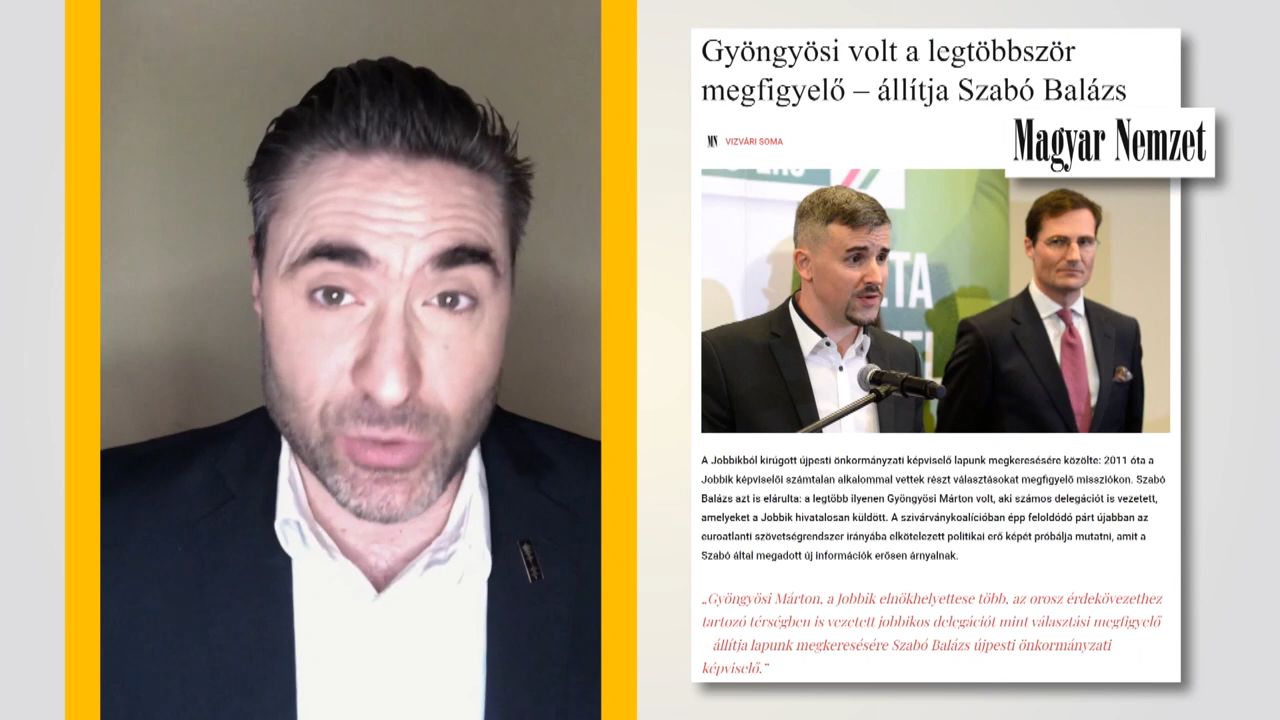 Gyöngyösi volt a legtöbbször
megfigyelő – állítja Szabó Balázs
MN VIZVÁRI SOMA
Magyar Nemzet
A Jobbikból kirúgott újpesti önkormányzati képviselő lapunk megkeresésére közölte: 2011 óta a
Jobbik képviselői számtalan alkalommal vettek részt választásokat megfigyelő missziókon. Szabó
Balázs azt is elárulta: a legtöbb ilyenen Gyöngyösi Márton volt, aki számos delegációt is vezetett,
amelyeket a Jobbik hivatalosan küldött. A szivárványkoalícióban épp feloldódó párt újabban az
euroatlanti szövetségrendszer irányába elkötelezett politikai erő képét próbálja mutatni, amit a
Szabó által megadott új információk erősen árnyalnak.
„Gyöngyösi Márton, a Jobbik elnökhelyettese több, az orosz érdekövezethez
tartozó térségben is vezetett jobbikos delegációt mint választási megfigyelő
állítja lapunk megkeresésére Szabó Balázs újpesti önkormányzati
képviselő.”